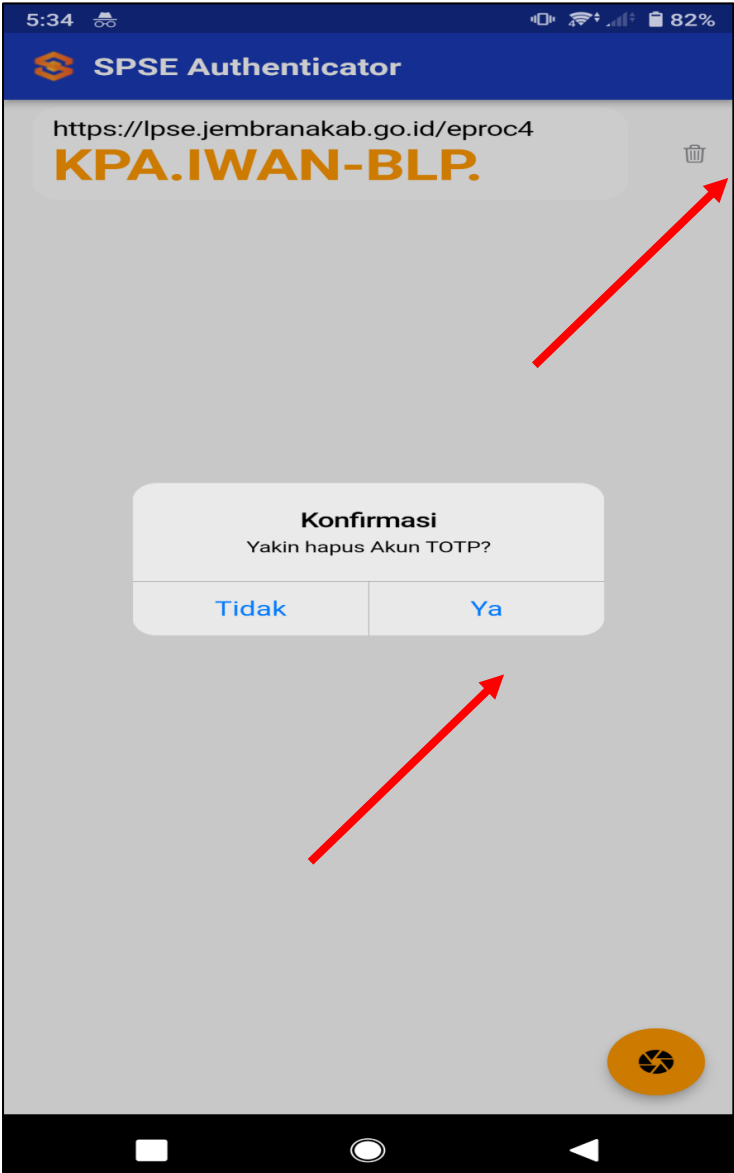 5:34
82%
SPSE Authenticator
https://lpse.jembranakab.go.id/eproc4
KPA.IWAN-BLP.
Konfirmasi
Yakin hapus Akun TOTP?
Tidak
Ya